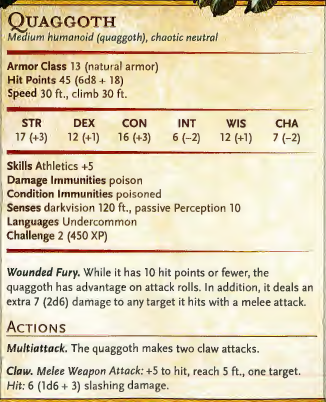 QUAGGOTH
Medium humanoid (quaggoth), chaotic neutral
Armor Class 13 (natural armor)
Hit Points 45 (6d8 + 18)
Speed 30 ft., climb 30 ft.
STR DEX CON INT WIS CHA
17 (+3) 12 (+1) 16 (+3) 6 (−2) 12 (+1) 7 (−2)
Skills Athletics +5
Damage Immunities poison
Condition Immunities poisoned
Senses darkvision 120 ft., passive Perception 10
Languages Undercommon
Challenge 2 (450 XP)
Wounded Fury. While it has 10 hit points or fewer, the
quaggoth has advantage on attack rolls. In addition, it deals an
extra 7 (2d6) damage to any target it hits with a melee attack.
ACTIONS
Multiattack. The quaggoth makes two claw attacks.
Claw. Melee Weapon Attack: +5 to hit, reach 5 ft., one target.
Hit: 6 (1d6 + 3) slashing damage.